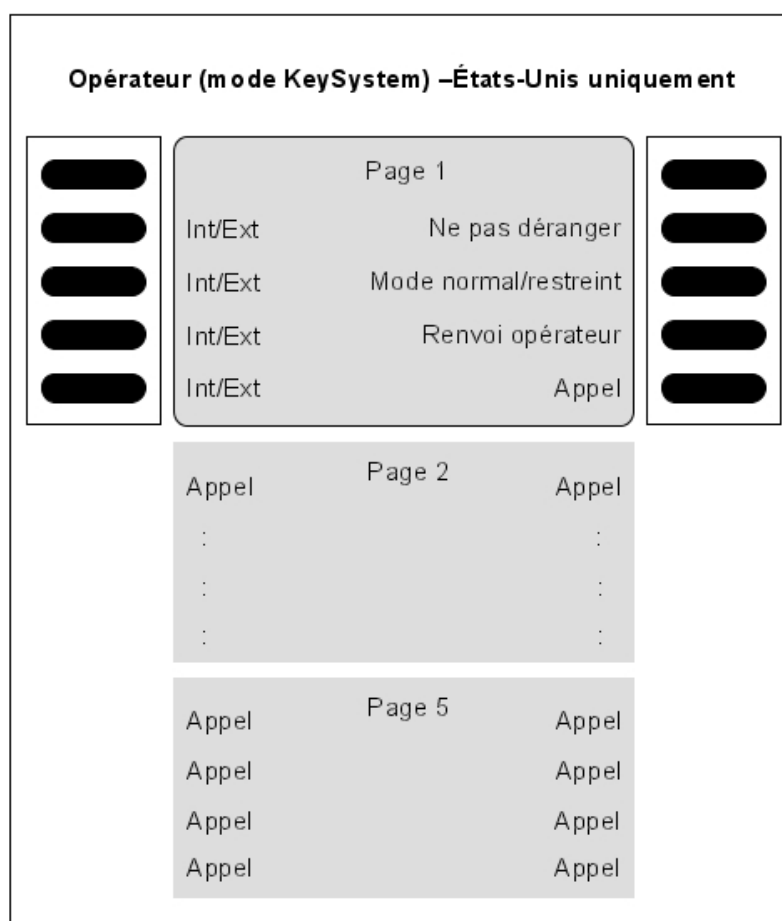 Opérateur (mode KeySystem) –États-Unis uniquement
Page 1
Int/Ext Ne pas déranger
Int/Ext Mode normal/restreint
Int/Ext Renvoi opérateur
Int/Ext Appel
Page 2
Appel Appel
: :
: :
: :
Page 5
Appel Appel
Appel Appel
Appel Appel
Appel Appel